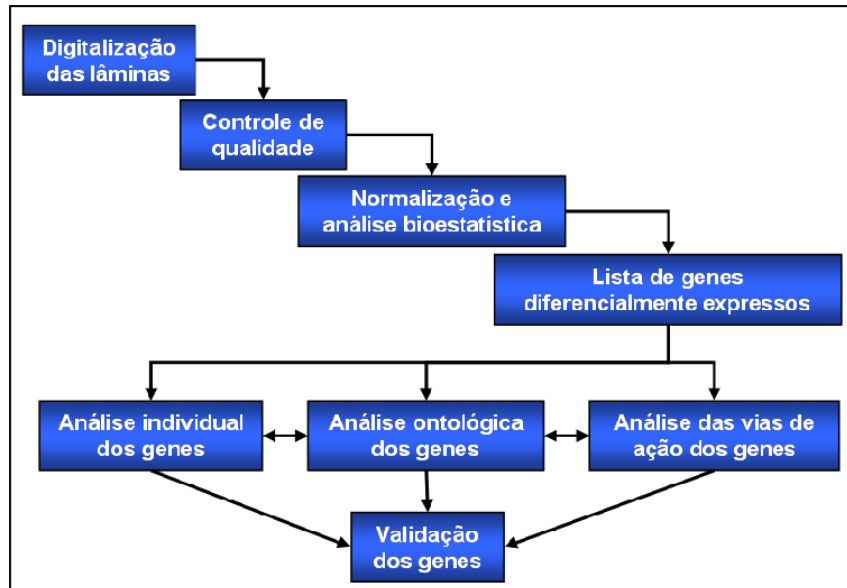 Digitalização
das lâminas
Controle de
qualidade
Normalização e
análise bioestatística
Lista de genes
diferencialmente expressos
Análise individual
dos genes
Análise ontológica
dos genes
Análise das vias de
ação dos genes
Validação
dos genes